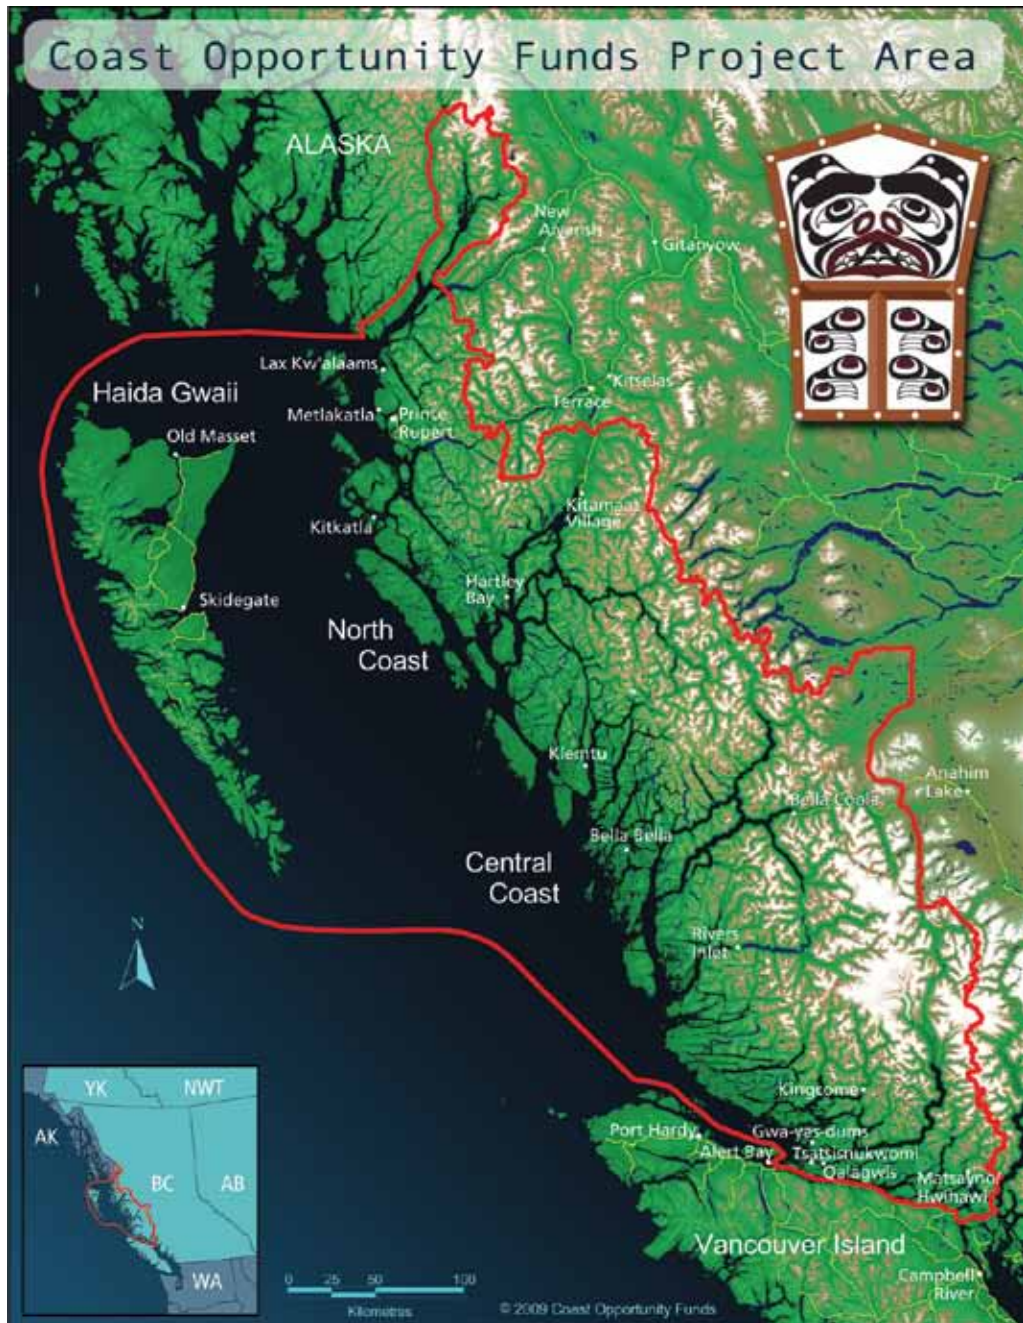 Coast Opportunity Funds Project Area
ALASKA
New
Aiyansh
Gitanyow
Lax Kw'alaams
Haida Gwaii
Kitselas
Terrace
Metlakatla
Prince
Rupert
Old Masset
Kitamaat
Village
Kitkatla
Hartley
Bay
Skidegate
North
Coast
Klemtu
Anahim
Lake
Bella Coola
Bella Bella
Central
Coast
Rivers
Inlet
N
Kingcome
YK
NWT
AK
BC
AB
WA
Port Hardy
Gwa-yas-dums
Alert Bay
Tsatsisnukwomi
Qalagwis
Matsayno/
Hwihawl
Vancouver Island
Campbell
River
0 25 50 100
Kilometres
© 2009 Coast Opportunity Funds